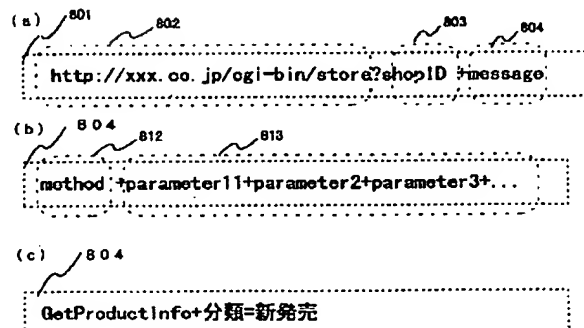 (a) 801 802 803 804
http://xxx.co.jp/cgi-bin/store?shopID +message
(b) 804 812 813
method +parameter11+parameter2+parameter3+...
(c) 804
GetProductInfo+分類=新発売